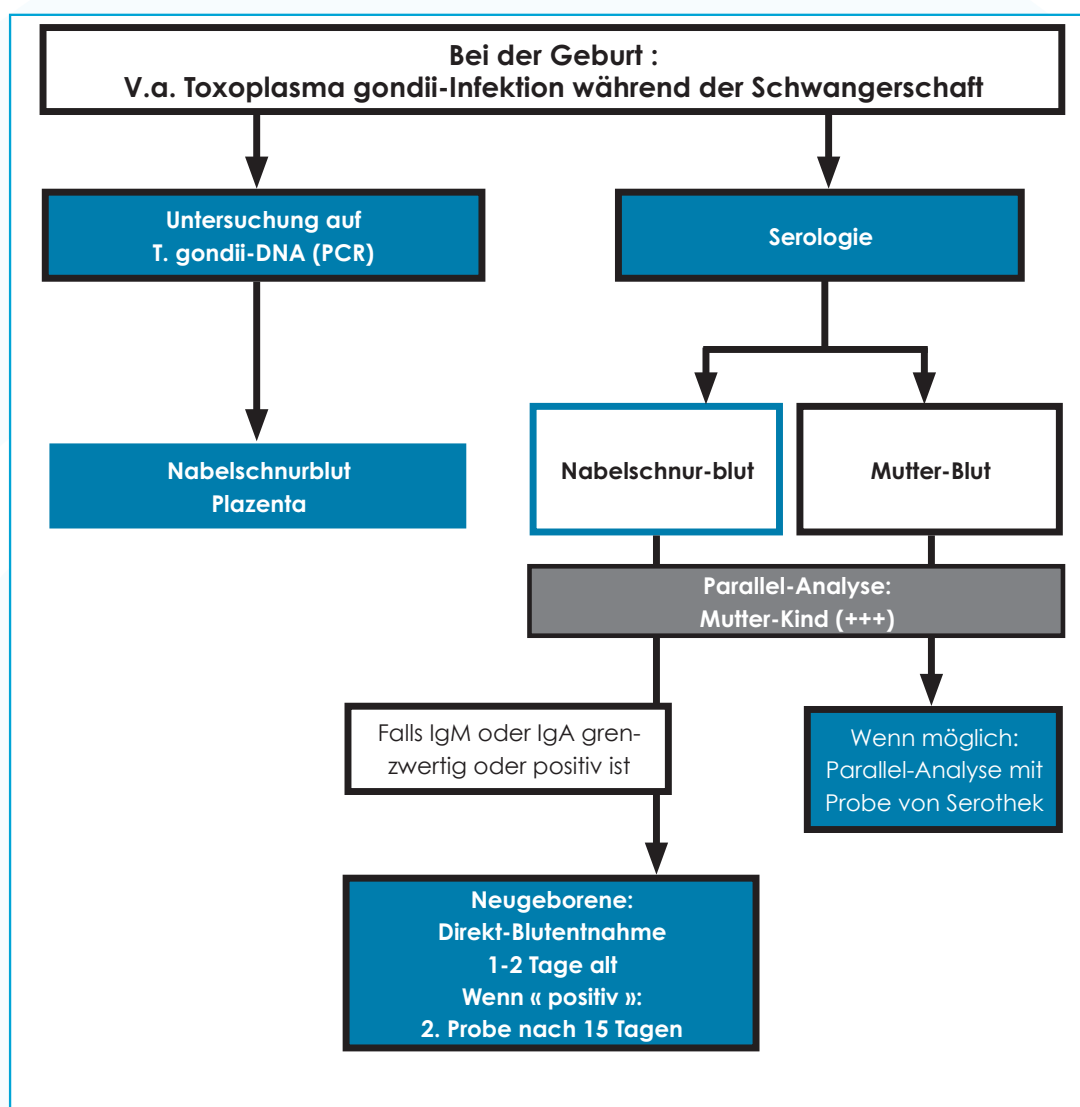 Bei der Geburt :
V.a. Toxoplasma gondii-Infektion während der Schwangerschaft
Untersuchung auf
T. gondii-DNA (PCR)
Serologie
Nabelschnurblut
Plazenta
Nabelschnur-blut
Mutter-Blut
Parallel-Analyse:
Mutter-Kind (+++)
Falls IgM oder IgA gren-
zwertig oder positiv ist
Wenn möglich:
Parallel-Analyse mit
Probe von Serothek
Neugeborene:
Direkt-Blutentnahme
1-2 Tage alt
Wenn « positiv »:
2. Probe nach 15 Tagen